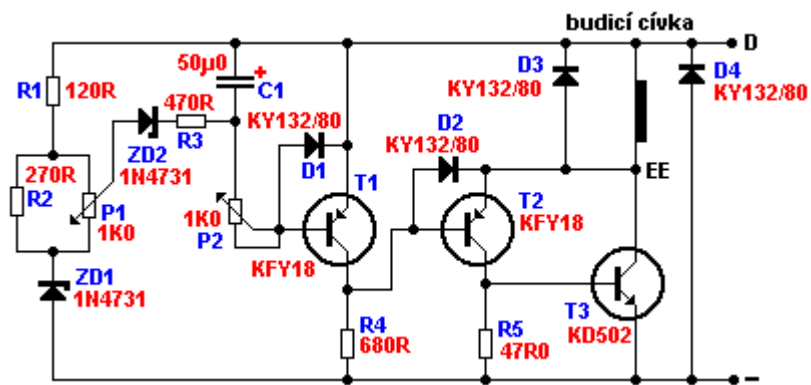 budicí cívka
D
50µ0
+
D3
R1
120R
C1
KY132/80
D4
KY132/80
470R
KY132/80
D2
R3
KY132/80
ZD2
1N4731
D1
EE
270R
R2
P1
1K0
T1
T2
1K0
P2
KFY18
KFY18
ZD1
1N4731
R4
680R
R5
47R0
T3
KD502
–